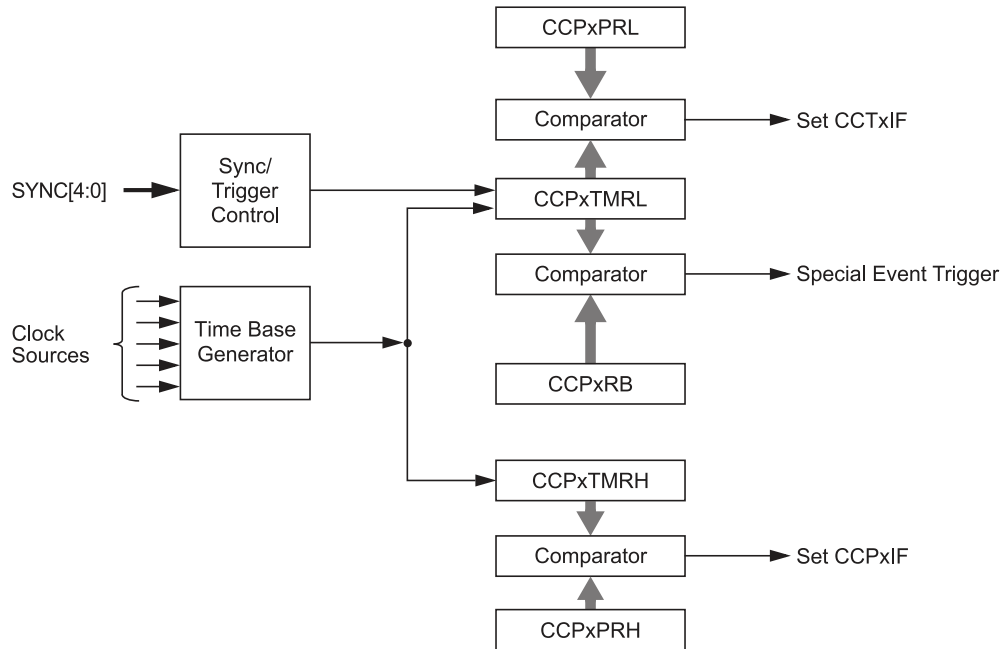 CCPxPRL
Comparator
Set CCTxIF
SYNC[4:0]
Sync/
Trigger
Control
CCPxTMRL
Comparator
Special Event Trigger
Clock
Sources
Time Base
Generator
CCPxRB
CCPxTMRH
Comparator
Set CCPxIF
CCPxPRH